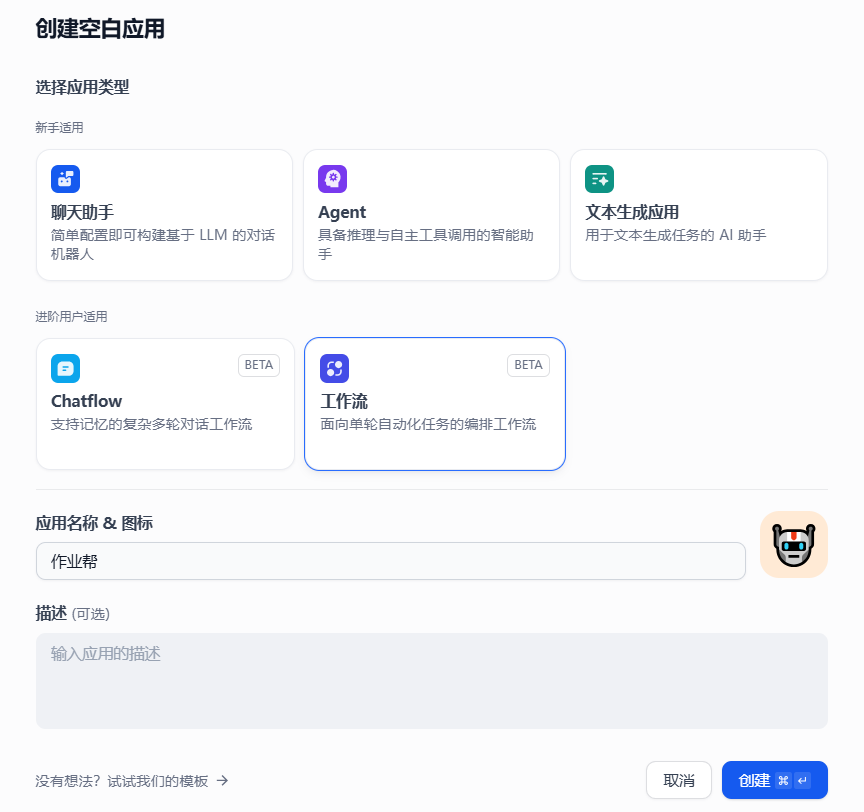 创建空白应用
选择应用类型
新手适用
聊天助手
简单配置即可构建基于 LLM 的对话
机器人
Agent
具备推理与自主工具调用的智能助
手
文本生成应用
用于文本生成任务的 AI 助手
进阶用户适用
BETA
Chatflow
支持记忆的复杂多轮对话工作流
BETA
工作流
面向单轮自动化任务的编排工作流
应用名称 & 图标
作业帮
描述 (可选)
输入应用的描述
没有想法？试试我们的模板 →
取消
创建 ⌘ ↵